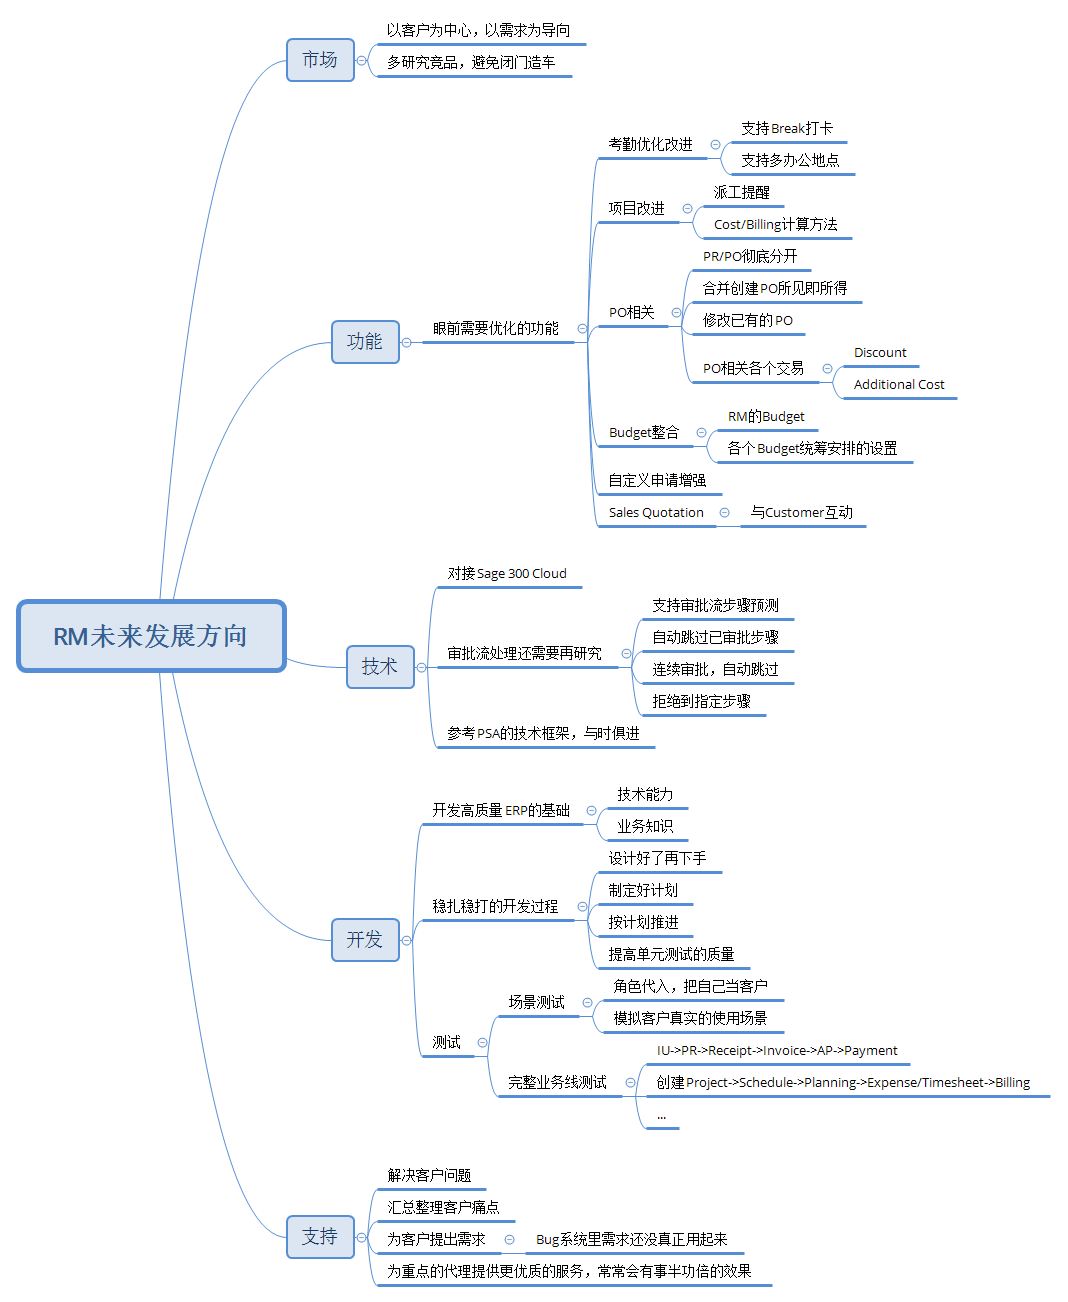 RM未来发展方向
市场
以客户为中心，以需求为导向
多研究竞品，避免闭门造车
功能
眼前需要优化的功能
考勤优化改进
支持Break打卡
支持多办公地点
项目改进
派工提醒
Cost/Billing计算方法
PO相关
PR/PO彻底分开
合并创建PO所见即所得
修改已有的PO
PO相关各个交易
Discount
Additional Cost
Budget整合
RM的Budget
各个Budget统筹安排的设置
自定义申请增强
Sales Quotation
与Customer互动
技术
对接Sage 300 Cloud
审批流处理还需要再研究
支持审批流步骤预测
自动跳过已审批步骤
连续审批，自动跳过
拒绝到指定步骤
参考PSA的技术框架，与时俱进
开发
开发高质量ERP的基础
技术能力
业务知识
稳扎稳打的开发过程
设计好了再下手
制定好计划
按计划推进
提高单元测试的质量
测试
场景测试
角色代入，把自己当客户
模拟客户真实的使用场景
完整业务线测试
IU->PR->Receipt->Invoice->AP->Payment
创建Project->Schedule->Planning->Expense/Timesheet->Billing
...
支持
解决客户问题
汇总整理客户痛点
为客户提出需求
Bug系统里需求还没真正用起来
为重点的代理提供更优质的服务，常常会有事半功倍的效果